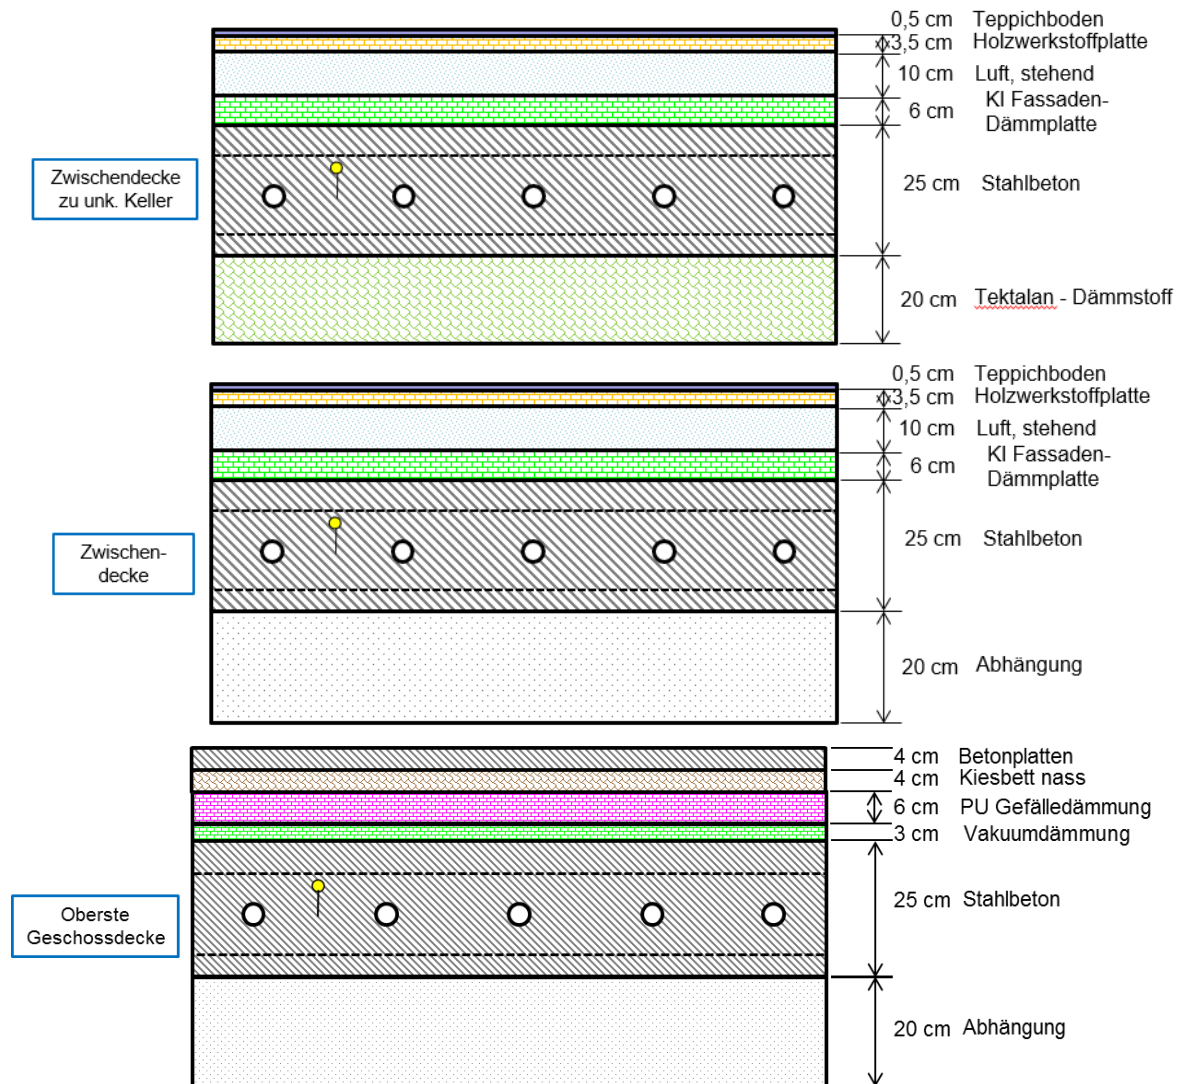 0,5 cm Teppichboden
3,5 cm Holzwerkstoffplatte
10 cm Luft, stehend
6 cm KI Fassaden-
Dämmplatte
Zwischendecke
zu unk. Keller
25 cm Stahlbeton
20 cm Tektalan - Dämmstoff
0,5 cm Teppichboden
3,5 cm Holzwerkstoffplatte
10 cm Luft, stehend
6 cm KI Fassaden-
Dämmplatte
Zwischen-
decke
25 cm Stahlbeton
20 cm Abhängung
4 cm Betonplatten
4 cm Kiesbett nass
6 cm PU Gefälledämmung
3 cm Vakuumdämmung
Oberste
Geschossdecke
25 cm Stahlbeton
20 cm Abhängung